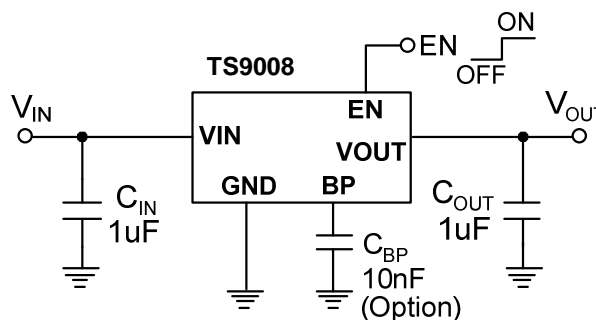 ON
EN
OFF
TS9008
VIN
EN
VOUT
VIN
VOUT
GND
BP
CIN
1uF
CBP
10nF
(Option)
COUT
1uF